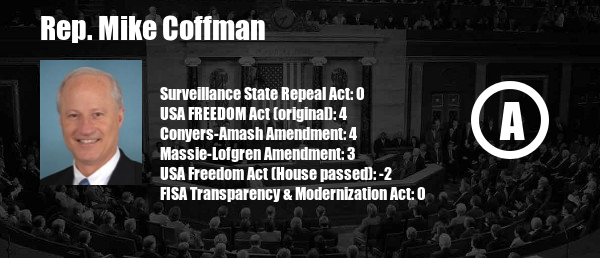 Rep. Mike Coffman
Surveillance State Repeal Act: 0
USA FREEDOM Act (original): 4
Conyers-Amash Amendment: 4
Massie-Lofgren Amendment: 3
USA Freedom Act (House passed): -2
FISA Transparency & Modernization Act: 0
A